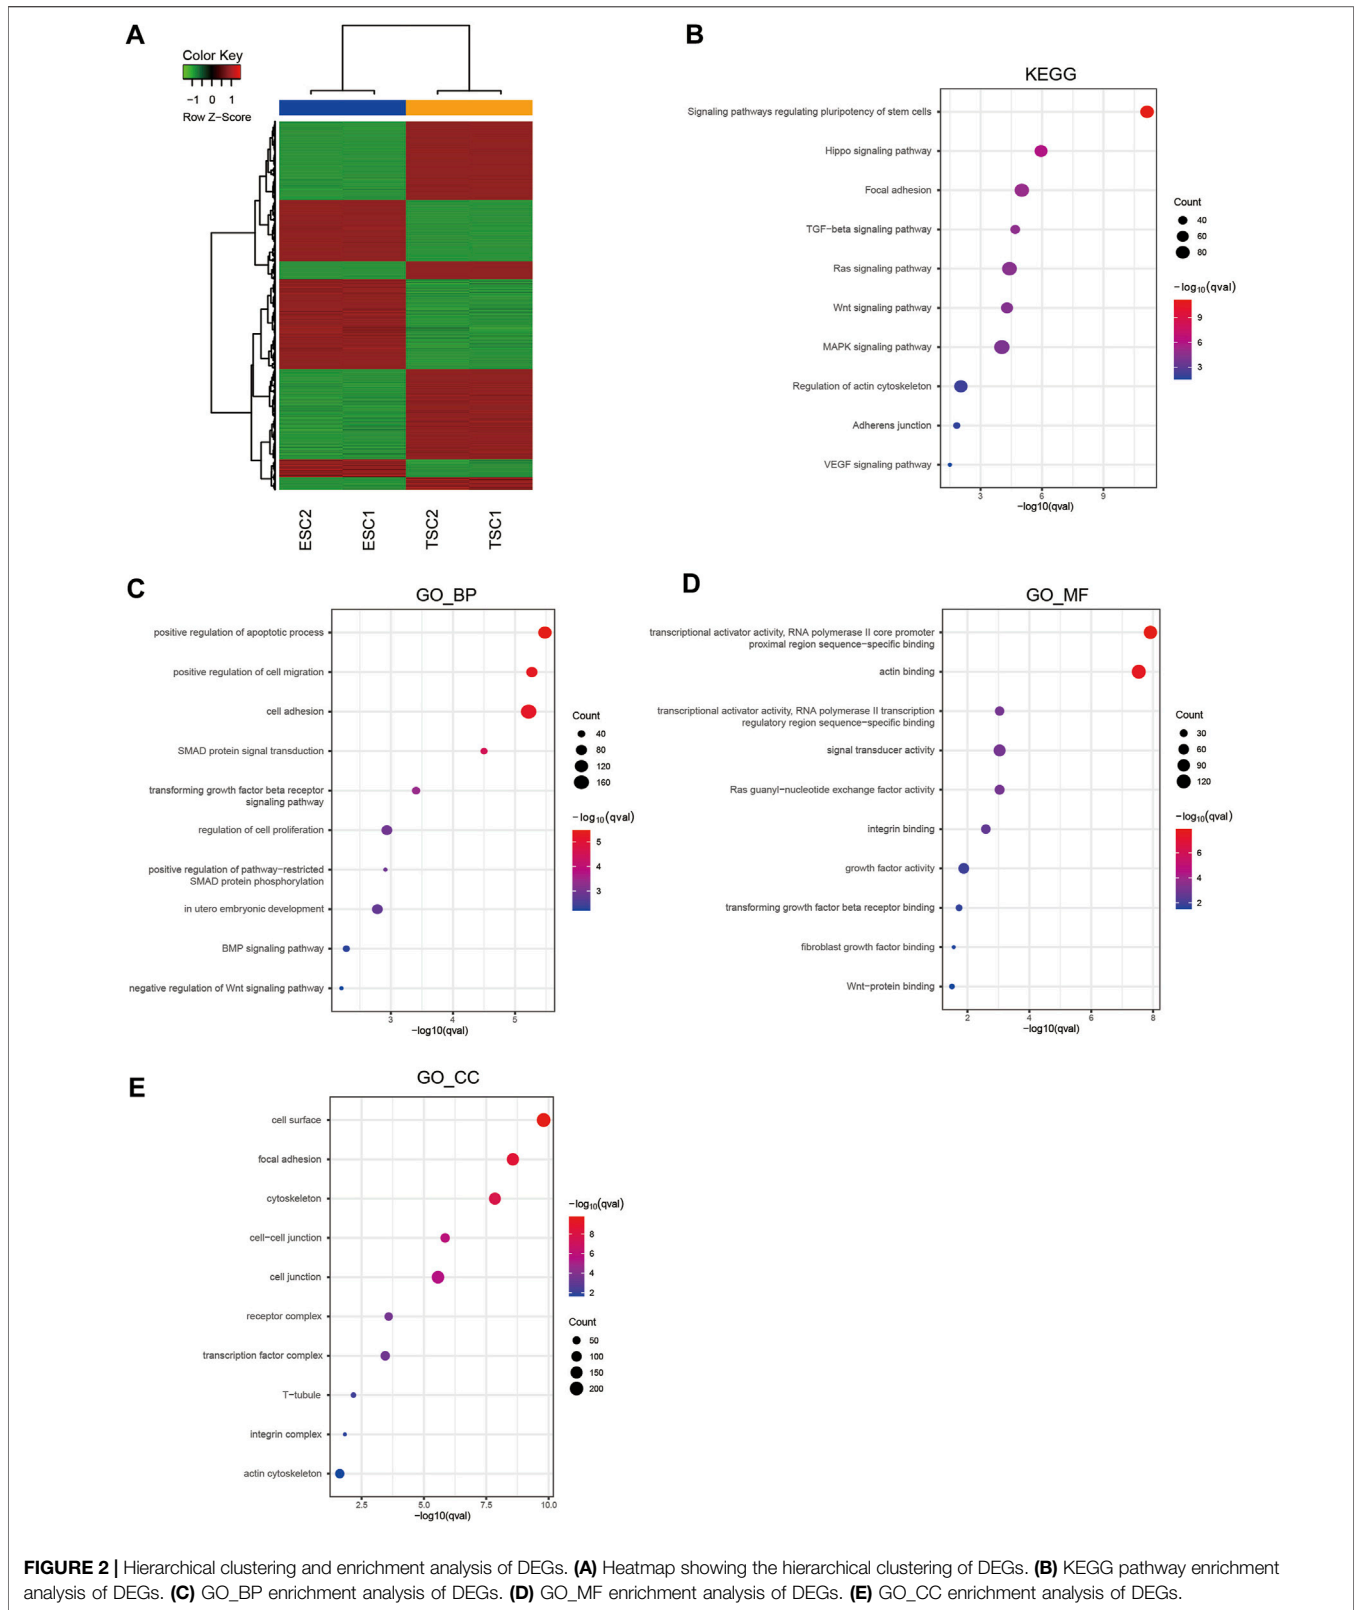 A
Color Key
−1 0 1
Row Z−Score
ESC2
ESC1
TSC2
TSC1
B
KEGG
Signaling pathways regulating pluripotency of stem cells
Hippo signaling pathway
Focal adhesion
TGF−beta signaling pathway
Ras signaling pathway
Wnt signaling pathway
MAPK signaling pathway
Regulation of actin cytoskeleton
Adherens junction
VEGF signaling pathway
3 6 9
−log10(qval)
Count
40
60
80
−log10(qval)
9
6
3
C
GO_BP
positive regulation of apoptotic process
positive regulation of cell migration
cell adhesion
SMAD protein signal transduction
transforming growth factor beta receptor
signaling pathway
regulation of cell proliferation
positive regulation of pathway−restricted
SMAD protein phosphorylation
in utero embryonic development
BMP signaling pathway
negative regulation of Wnt signaling pathway
3 4 5
−log10(qval)
Count
40
80
120
160
−log10(qval)
5
4
3
D
GO_MF
transcriptional activator activity, RNA polymerase II core promoter
proximal region sequence−specific binding
actin binding
transcriptional activator activity, RNA polymerase II transcription
regulatory region sequence−specific binding
signal transducer activity
Ras guanyl−nucleotide exchange factor activity
integrin binding
growth factor activity
transforming growth factor beta receptor binding
fibroblast growth factor binding
Wnt−protein binding
2 4 6 8
−log10(qval)
Count
30
60
90
120
−log10(qval)
6
4
2
E
GO_CC
cell surface
focal adhesion
cytoskeleton
cell−cell junction
cell junction
receptor complex
transcription factor complex
T−tubule
integrin complex
actin cytoskeleton
2.5 5.0 7.5 10.0
−log10(qval)
−log10(qval)
8
6
4
2
Count
50
100
150
200
FIGURE 2 | Hierarchical clustering and enrichment analysis of DEGs. (A) Heatmap showing the hierarchical clustering of DEGs. (B) KEGG pathway enrichment
analysis of DEGs. (C) GO_BP enrichment analysis of DEGs. (D) GO_MF enrichment analysis of DEGs. (E) GO_CC enrichment analysis of DEGs.